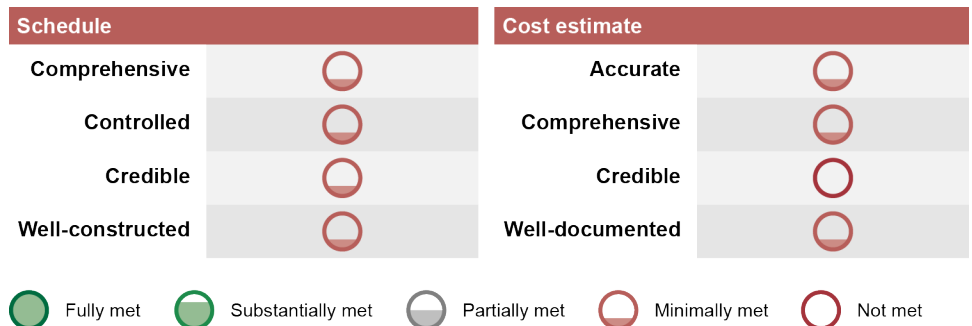 Schedule
Comprehensive
Controlled
Credible
Well-constructed
Cost estimate
Accurate
Comprehensive
Credible
Well-documented
Fully met
Substantially met
Partially met
Minimally met
Not met